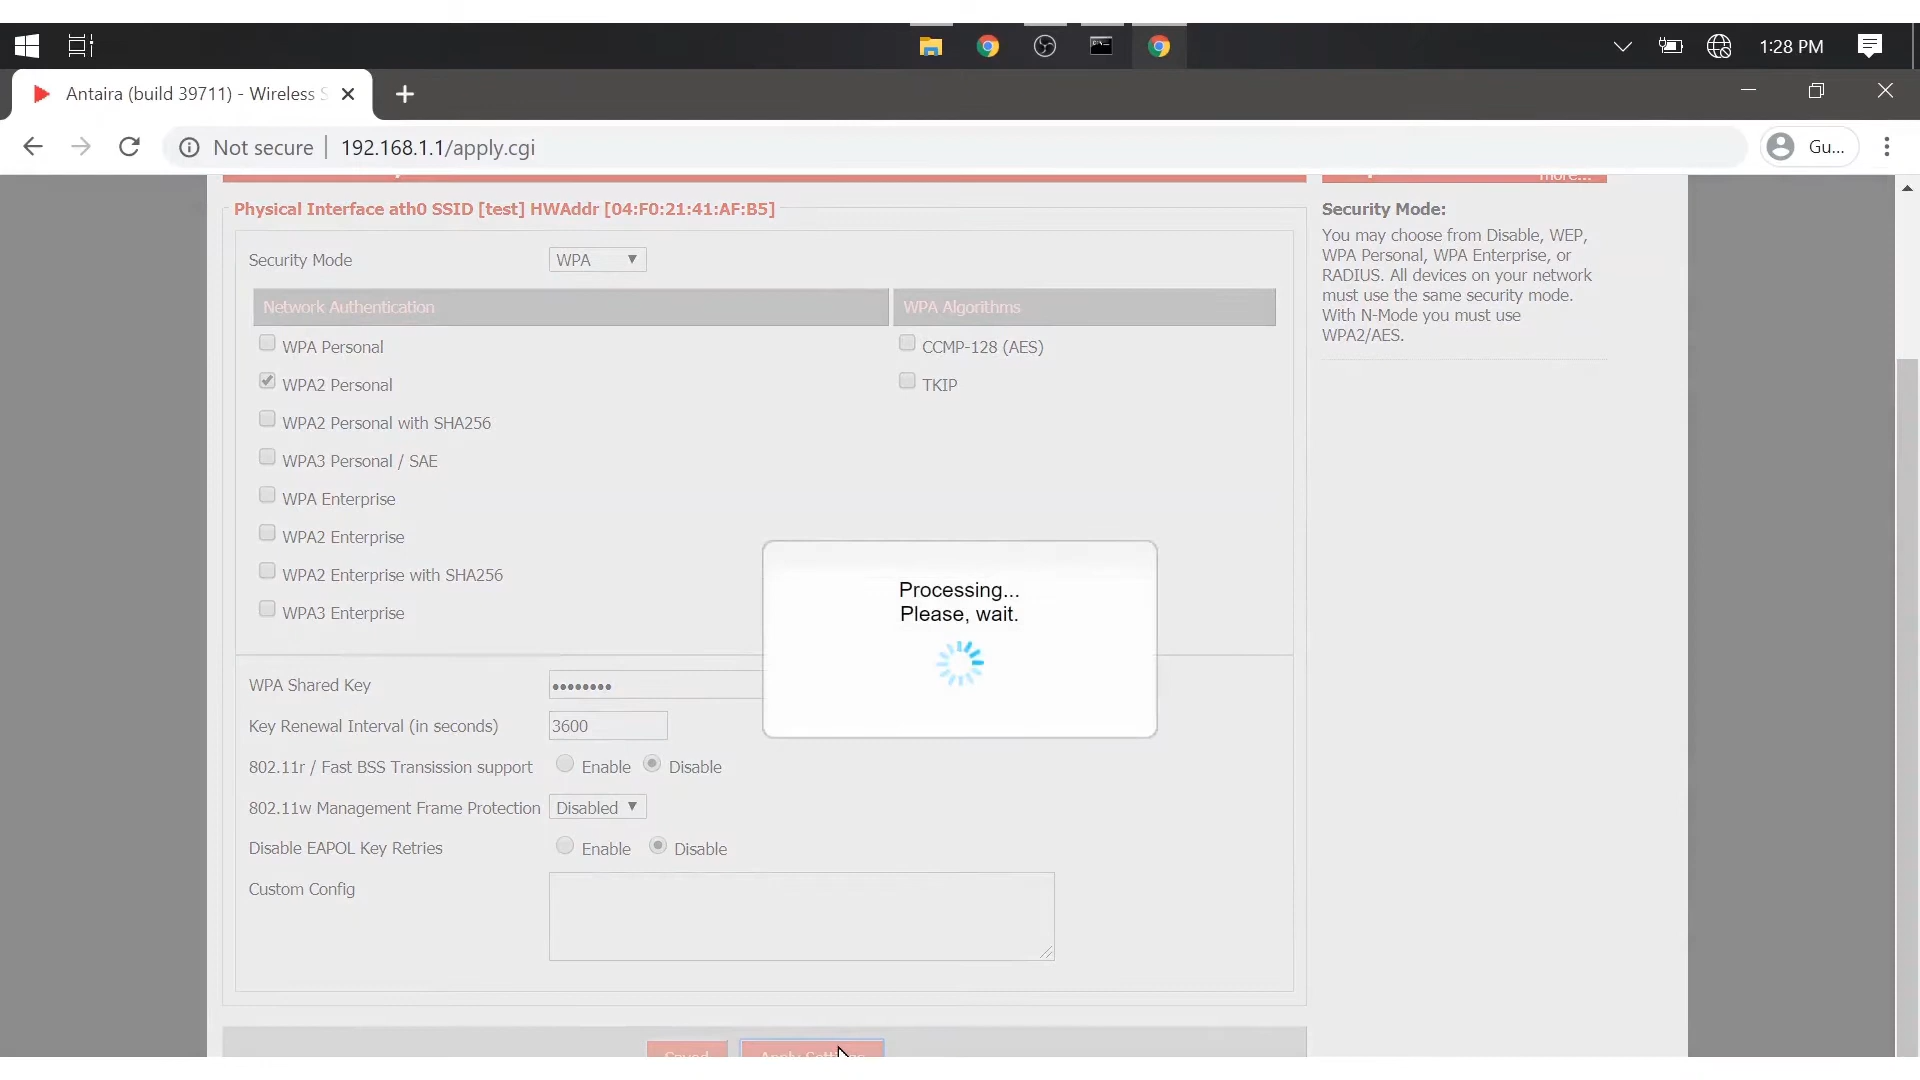 1:28 PM
Antaira (build 39711) - Wireless S
Not secure | 192.168.1.1/apply.cgi
Gu...
more...
Physical Interface ath0 SSID [test] HWAddr [04:F0:21:41:AF:B5]
Security Mode WPA
Network Authentication
WPA Algorithms
WPA Personal
CCMP-128 (AES)
WPA2 Personal
TKIP
WPA2 Personal with SHA256
WPA3 Personal / SAE
WPA Enterprise
WPA2 Enterprise
WPA2 Enterprise with SHA256
WPA3 Enterprise
WPA Shared Key ••••••••
Key Renewal Interval (in seconds) 3600
802.11r / Fast BSS Transission support Enable Disable
802.11w Management Frame Protection Disabled
Disable EAPOL Key Retries Enable Disable
Custom Config
Saved Apply Settings
Processing...
Please, wait.
Security Mode:
You may choose from Disable, WEP,
WPA Personal, WPA Enterprise, or
RADIUS. All devices on your network
must use the same security mode.
With N-Mode you must use
WPA2/AES.